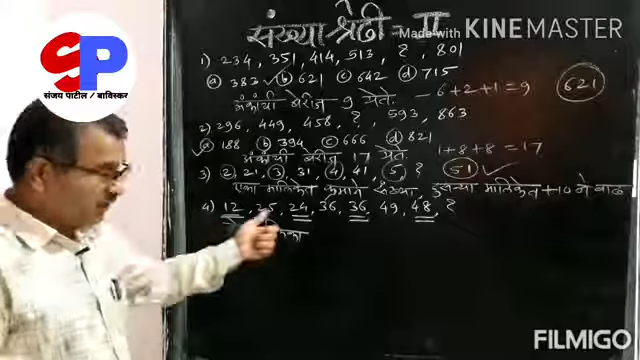 संख्याश्रेढी - II
Made with KINEMASTER
SP
संजय पाटील / बाविस्कर
1) 234, 351, 414, 513, ?, 801
ⓐ 383 ⓑ 621 ⓒ 642 ⓓ 715
अंकांची बेरीज 9 येते. - 6+2+1=9 621
2) 296, 449, 458, ?, 593, 863
ⓐ 188 ⓑ 394 ⓒ 666 ⓓ 821
अंकांची बेरीज 17 येते 1+8+8=17
3) ② 21, ③, 31, ④, 41, ⑤, ? 51 ✓
एका मालिकेत क्रमाने संख्या, दुसऱ्या मालिकेत +10 ने वाढ
4) 12, 25, 24, 36, 36, 49, 48, ?
FILMIGO